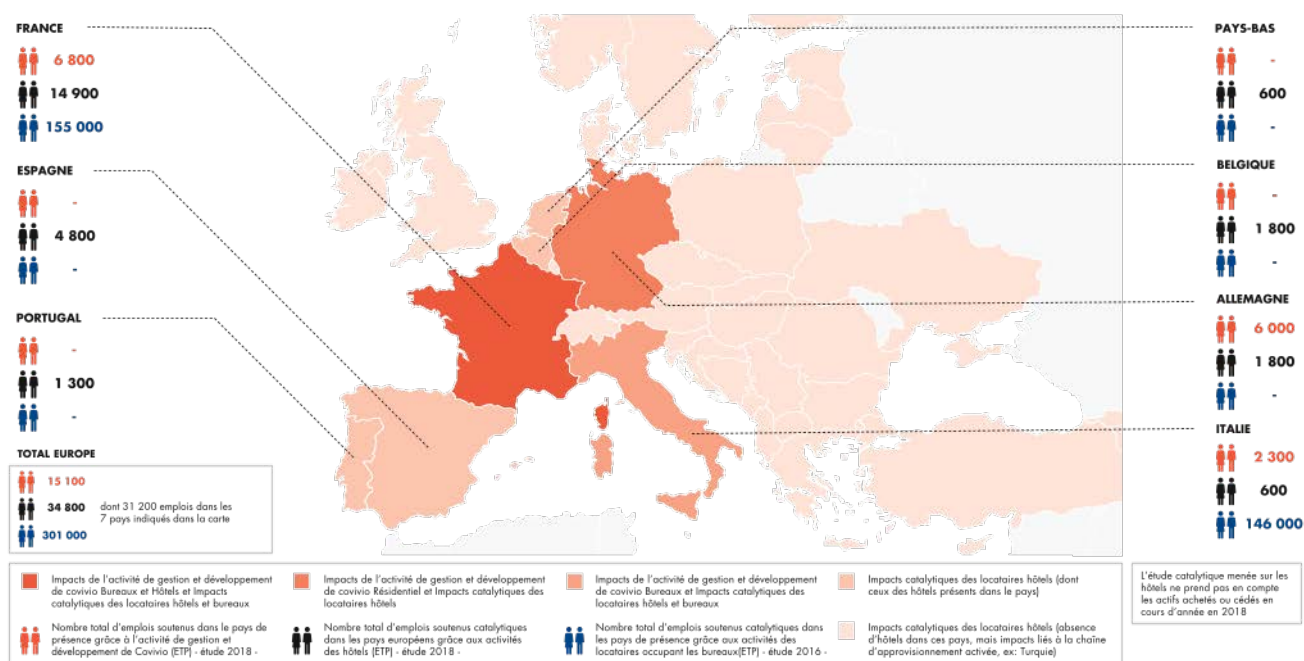 FRANCE
6 800
14 900
155 000
ESPAGNE
-
4 800
-
PORTUGAL
-
1 300
-
TOTAL EUROPE
15 100
34 800
dont 31 200 emplois dans les
7 pays indiqués dans la carte
301 000
PAYS-BAS
-
600
-
BELGIQUE
-
1 800
-
ALLEMAGNE
6 000
1 800
-
ITALIE
2 300
600
146 000
Impacts de l'activité de gestion et développement
de covivio Bureaux et Hôtels et Impacts
catalytiques des locataires hôtels et bureaux
Impacts de l'activité de gestion et développement
de covivio Résidentiel et Impacts catalytiques des
locataires hôtels
Impacts de l'activité de gestion et développement
de covivio Bureaux et Impacts catalytiques des
locataires hôtels et bureaux
Impacts catalytiques des locataires hôtels (dont
ceux des hôtels présents dans le pays)
Nombre total d'emplois soutenus dans le pays de
présence grâce à l'activité de gestion et
développement de Covivio (ETP) - étude 2018 -
Nombre total d'emplois soutenus catalytiques
dans les pays européens grâce aux activités
des hôtels (ETP) - étude 2018 -
Nombre total d'emplois soutenus catalytiques dans
les pays de présence grâce aux activités des
locataires occupant les bureaux(ETP) - étude 2016 -
Impacts catalytiques des locataires hôtels (absence
d'hôtels dans ces pays, mais impacts liés à la chaîne
d'approvisionnement activée, ex: Turquie)
L'étude catalytique menée sur les
hôtels ne prend pas en compte
les actifs achetés ou cédés en
cours d'année en 2018